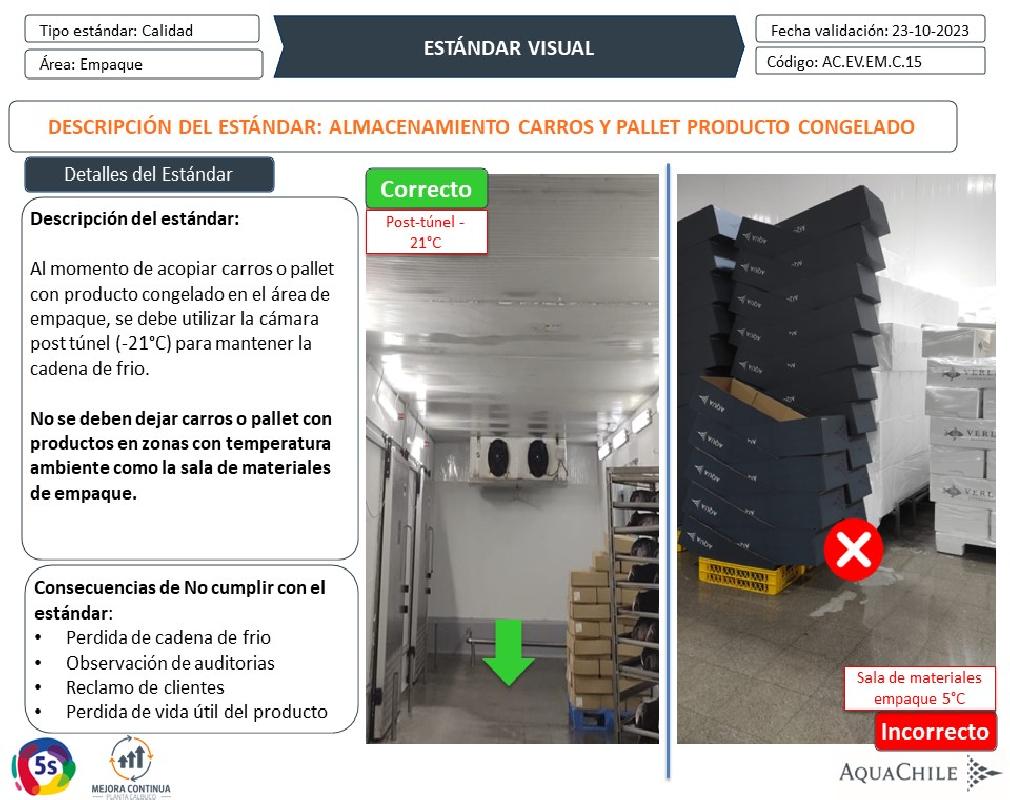 Tipo estándar: Calidad
Área: Empaque
ESTÁNDAR VISUAL
Fecha validación: 23-10-2023
Código: AC.EV.EM.C.15
DESCRIPCIÓN DEL ESTÁNDAR: ALMACENAMIENTO CARROS Y PALLET PRODUCTO CONGELADO
Detalles del Estándar
Descripción del estándar:
Al momento de acopiar carros o pallet
con producto congelado en el área de
empaque, se debe utilizar la cámara
post túnel (-21°C) para mantener la
cadena de frio.
No se deben dejar carros o pallet con
productos en zonas con temperatura
ambiente como la sala de materiales
de empaque.
Consecuencias de No cumplir con el
estándar:
• Perdida de cadena de frio
• Observación de auditorias
• Reclamo de clientes
• Perdida de vida útil del producto
Correcto
Post-túnel -
21°C
Sala de materiales
empaque 5°C
Incorrecto
5s
MEJORA CONTINUA
PLANTA CALBUCO
AQUACHILE